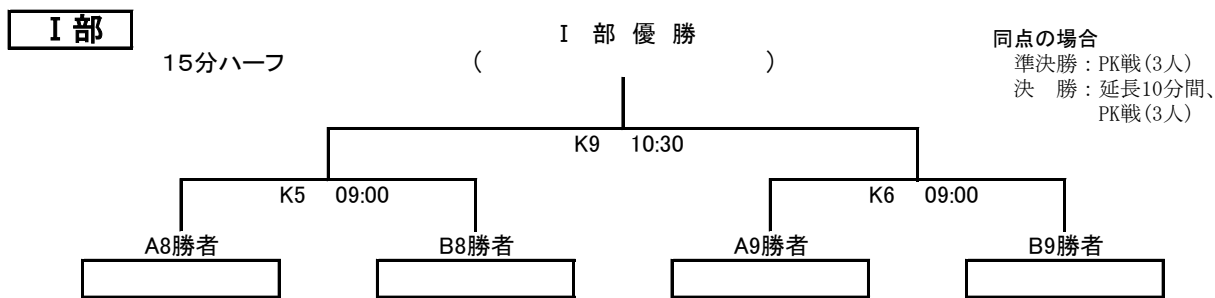 Ⅰ部
Ⅰ 部 優 勝
15分ハーフ
( )
同点の場合
準決勝：PK戦(3人)
決　勝：延長10分間、
PK戦(3人)
K9 10:30
K5 09:00
K6 09:00
A8勝者
B8勝者
A9勝者
B9勝者